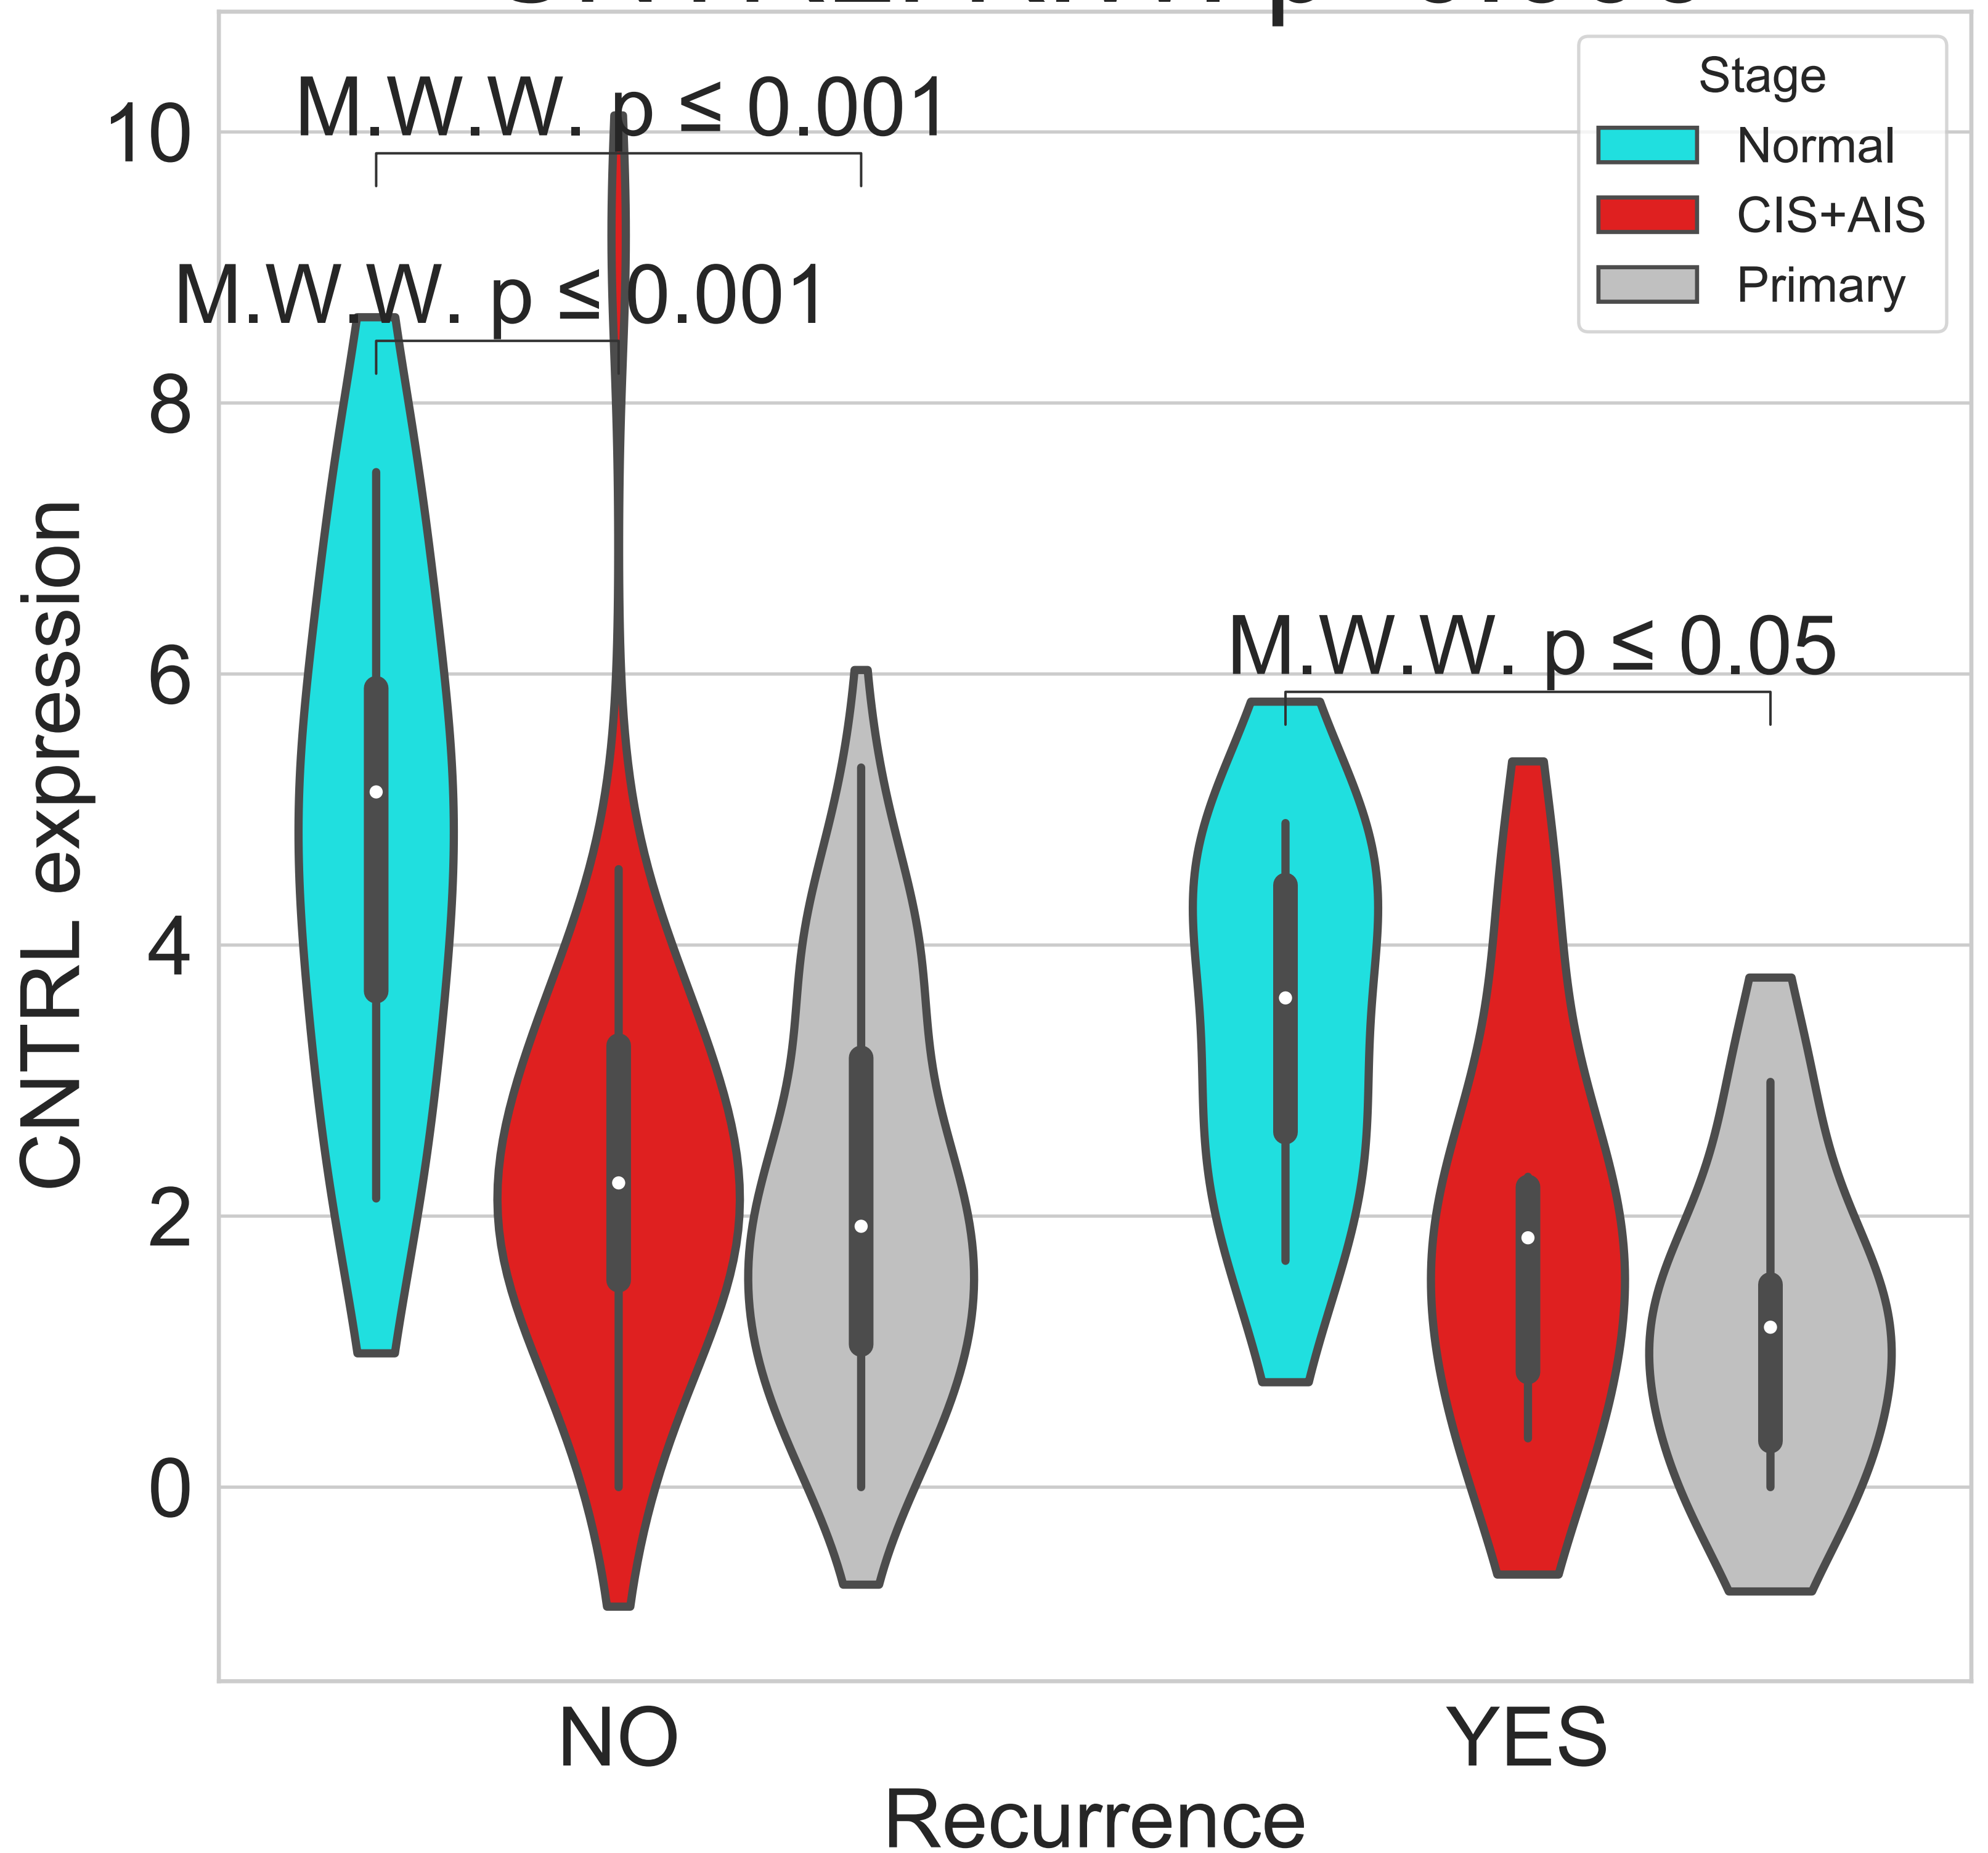 M.W.W. p ≤ 0.001
M.W.W. p ≤ 0.001
M.W.W. p ≤ 0.05
Stage
Normal
CIS+AIS
Primary
10
8
6
4
2
0
CNTRL expression
NO
YES
Recurrence